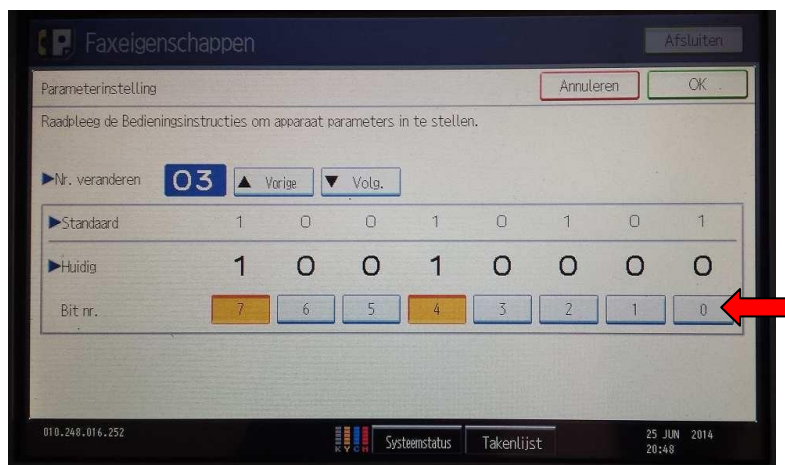 Faxeigenschappen Afsluiten
Parameterinstelling Annuleren OK
Raadpleeg de Bedieningsinstructies om apparaat parameters in te stellen.
►Nr. veranderen 03 ▲ Vorige ▼ Volg.
►Standaard 1 0 0 1 0 1 0 1
►Huidig 1 0 0 1 0 0 0 0
Bit nr. 7 6 5 4 3 2 1 0
010.248.016.252 K Y C M Systeemstatus Takenlijst 25 JUN 2014
20:48